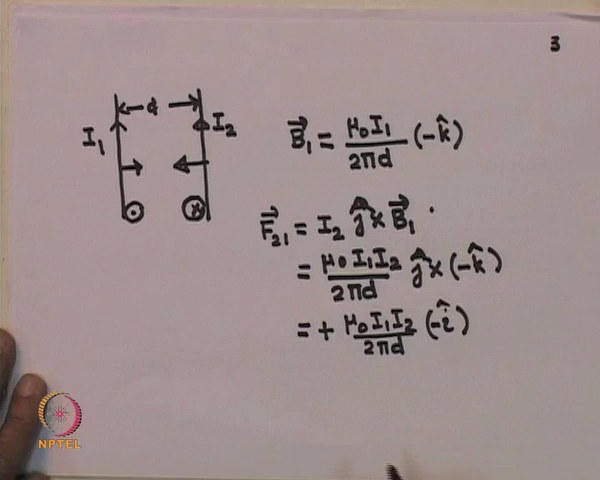 3
d
I₁ I₂
B⃗₁ = μ₀I₁/2πd (-k̂)
F⃗₂₁ = I₂ ĵ × B⃗₁ .
= μ₀I₁I₂/2πd ĵ × (-k̂)
= + μ₀I₁I₂/2πd (-î)
NPTEL